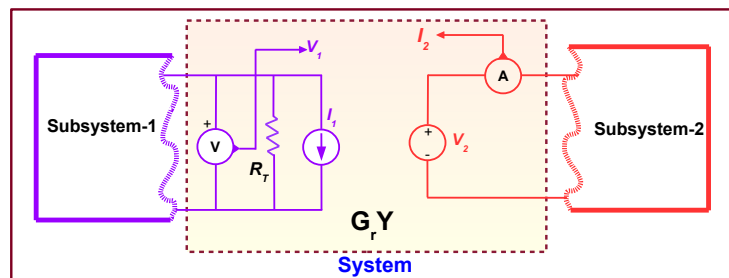 V1
I2
Subsystem-1
+
V
RT
I1
+
-
V2
A
Subsystem-2
GrY
System